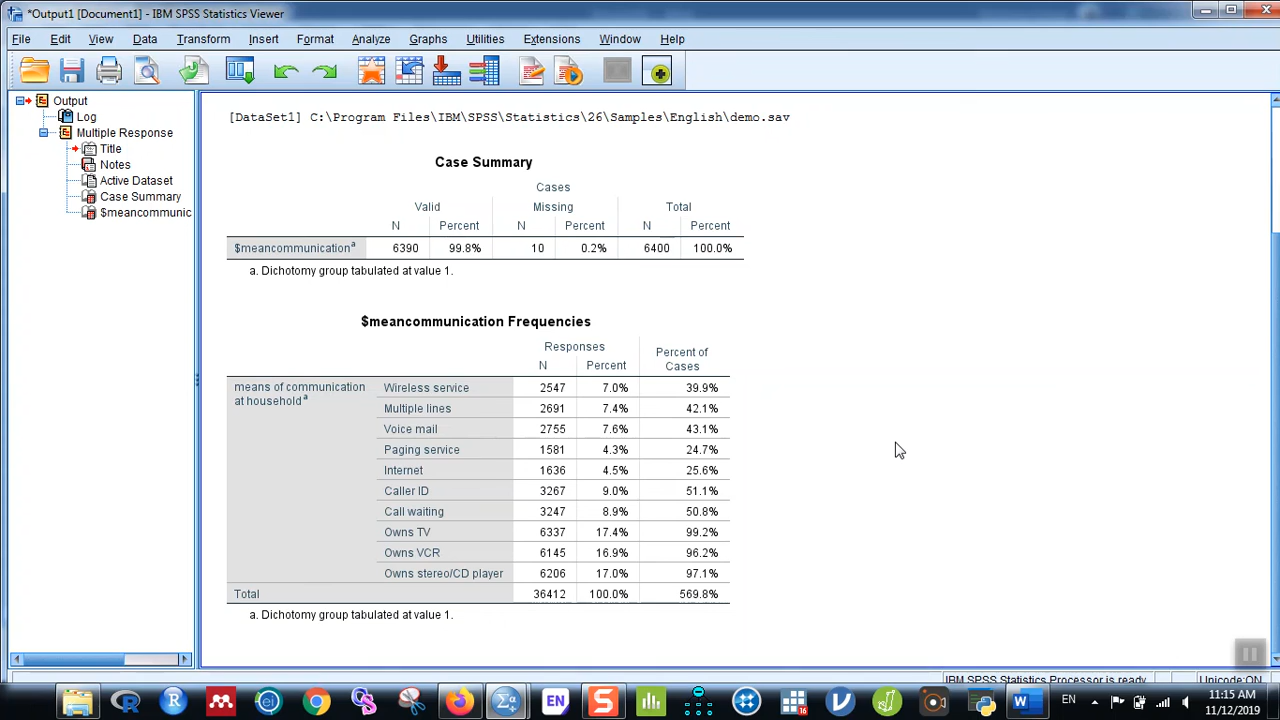 *Output1 [Document1] - IBM SPSS Statistics Viewer
File Edit View Data Transform Insert Format Analyze Graphs Utilities Extensions Window Help
Output
Log
Multiple Response
Title
Notes
Active Dataset
Case Summary
$meancommunic
[DataSet1] C:\Program Files\IBM\SPSS\Statistics\26\Samples\English\demo.sav
Case Summary
Cases
Valid Missing Total
N Percent N Percent N Percent
$meancommunicationa 6390 99.8% 10 0.2% 6400 100.0%
a. Dichotomy group tabulated at value 1.
$meancommunication Frequencies
Responses Percent of
N Percent Cases
means of communication Wireless service 2547 7.0% 39.9%
at householda Multiple lines 2691 7.4% 42.1%
Voice mail 2755 7.6% 43.1%
Paging service 1581 4.3% 24.7%
Internet 1636 4.5% 25.6%
Caller ID 3267 9.0% 51.1%
Call waiting 3247 8.9% 50.8%
Owns TV 6337 17.4% 99.2%
Owns VCR 6145 16.9% 96.2%
Owns stereo/CD player 6206 17.0% 97.1%
Total 36412 100.0% 569.8%
a. Dichotomy group tabulated at value 1.
IBM SPSS Statistics Processor is ready Unicode:ON
EN EN 11:15 AM
11/12/2019